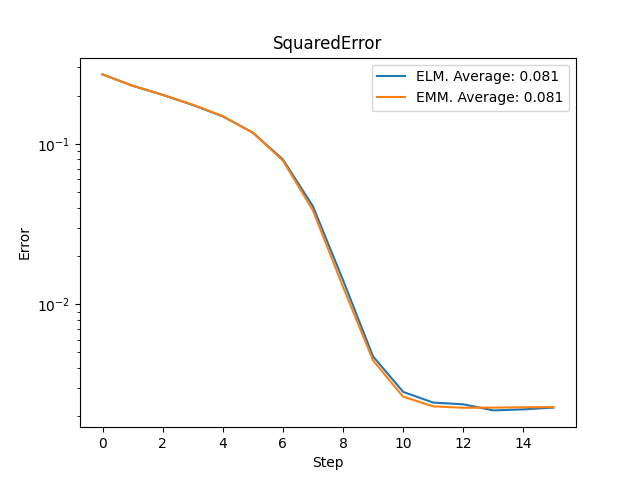 SquaredError
ELM. Average: 0.081
EMM. Average: 0.081
10⁻¹
10⁻²
Error
0 2 4 6 8 10 12 14
Step